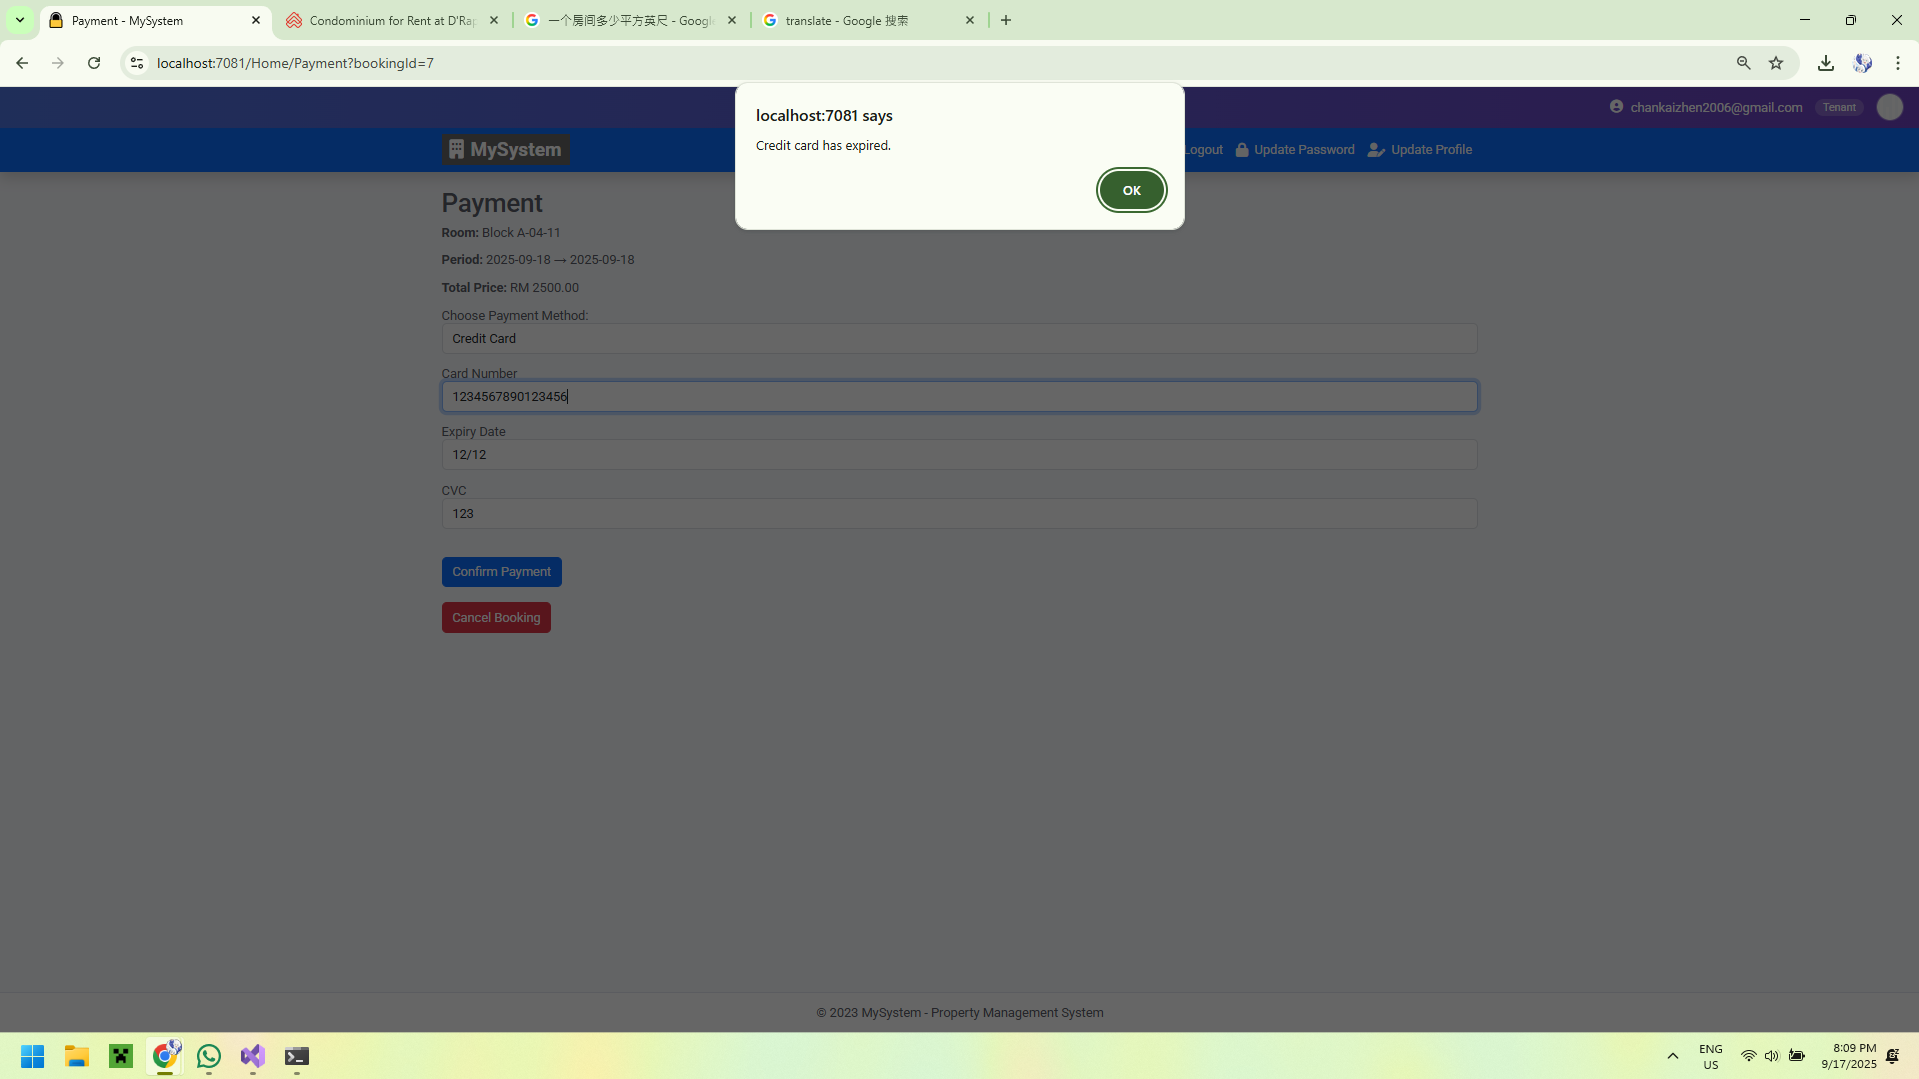 Payment - MySystem
Condominium for Rent at D'Rap
一个房间多少平方英尺 - Google
translate - Google 搜索
localhost:7081/Home/Payment?bookingId=7
chankaizhen2006@gmail.com Tenant
MySystem
Logout Update Password Update Profile
localhost:7081 says
Credit card has expired.
OK
Payment
Room: Block A-04-11
Period: 2025-09-18 → 2025-09-18
Total Price: RM 2500.00
Choose Payment Method:
Credit Card
Card Number
1234567890123456
Expiry Date
12/12
CVC
123
Confirm Payment
Cancel Booking
© 2023 MySystem - Property Management System
ENG
US
8:09 PM
9/17/2025